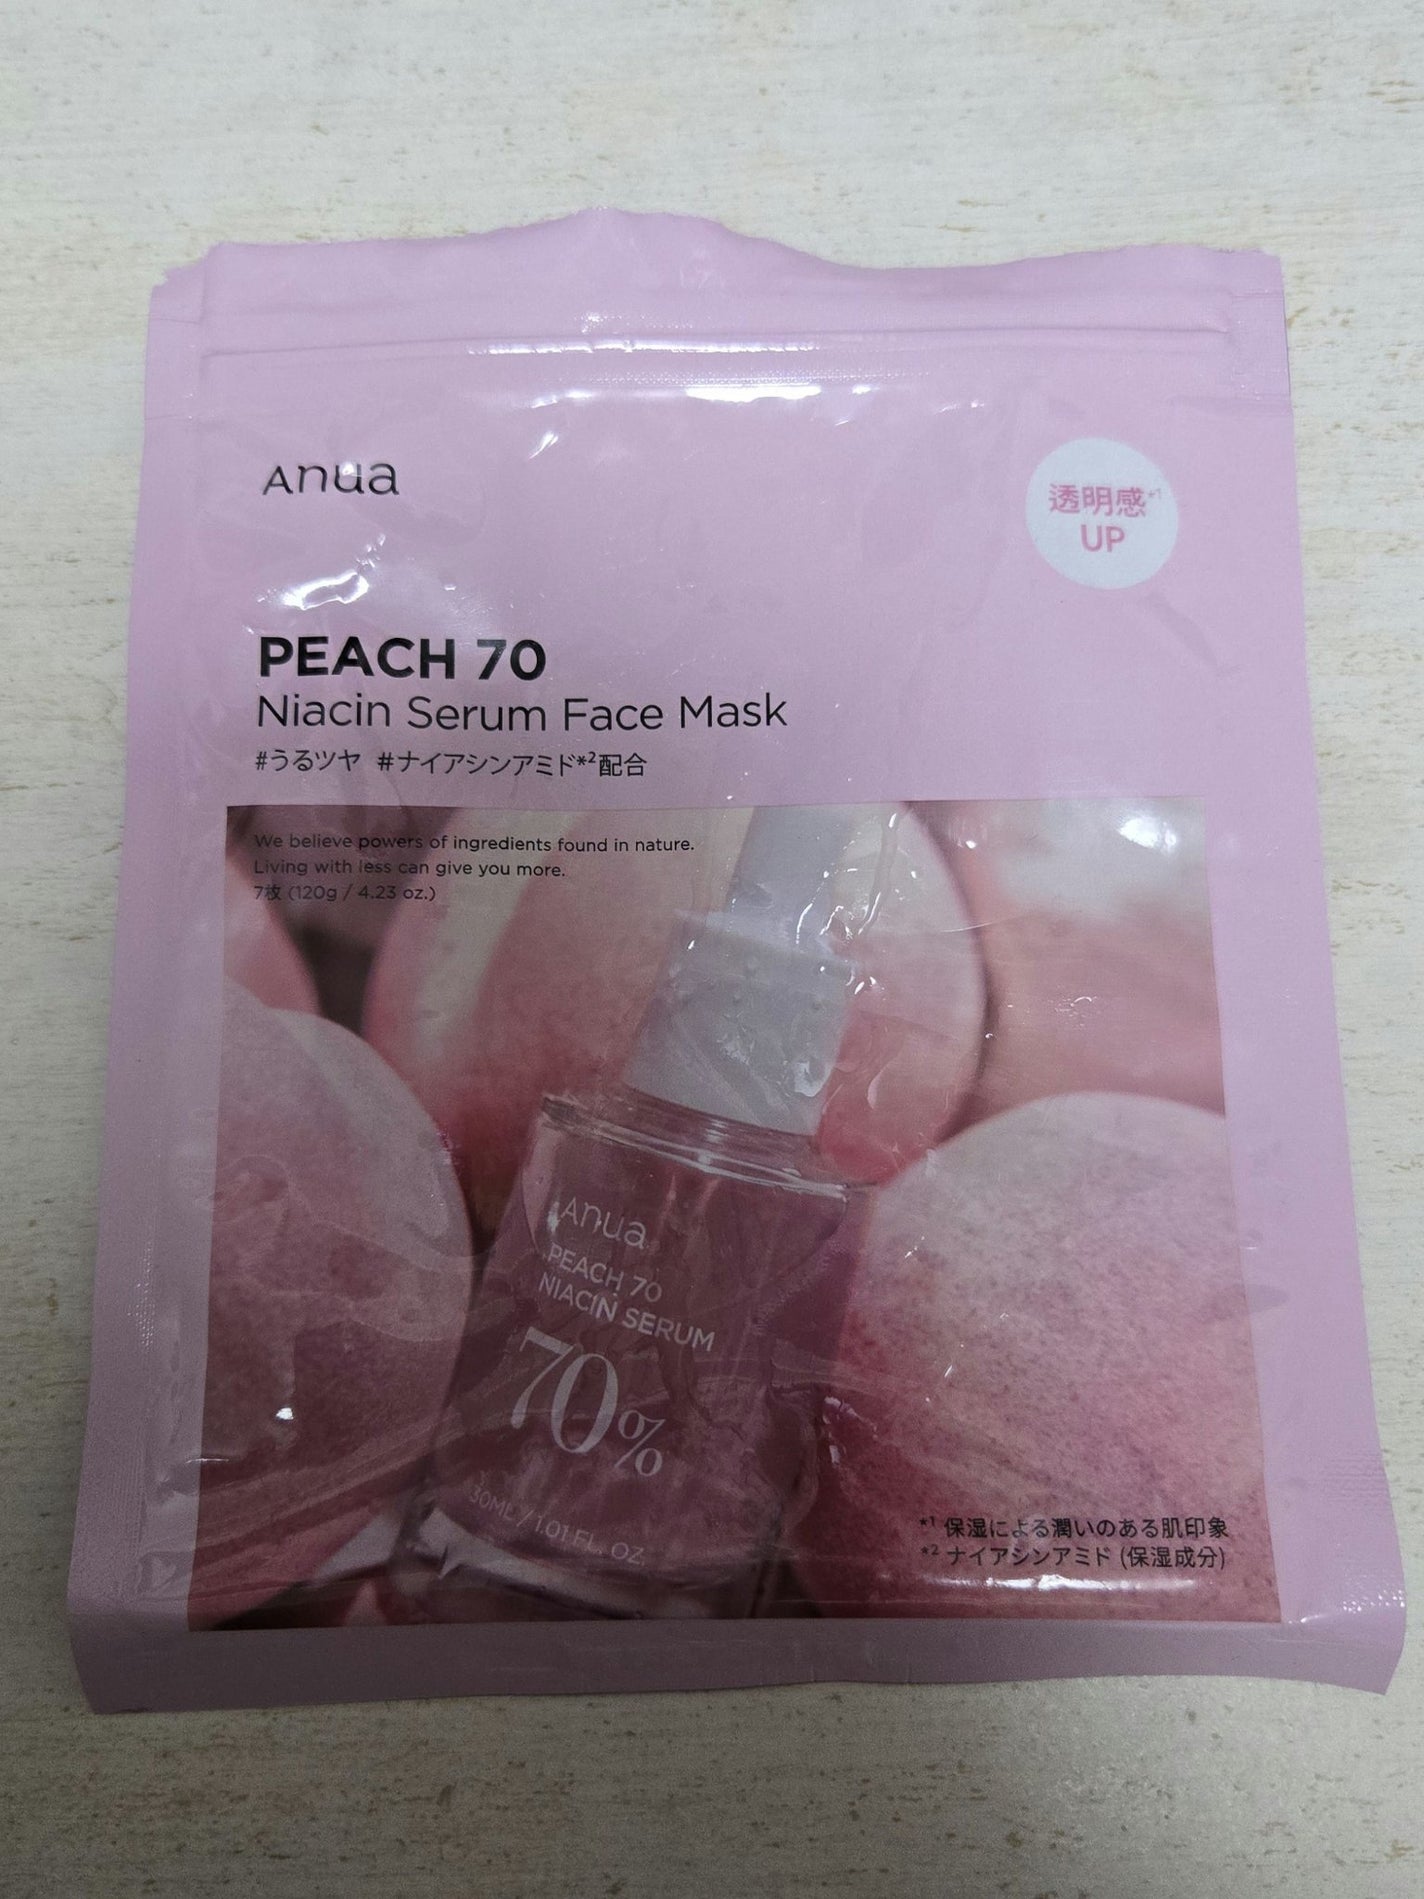 Anua
透明感*1
UP
PEACH 70
Niacin Serum Face Mask
#うるツヤ #ナイアシンアミド*2配合
We believe powers of ingredients found in nature.
Living with less can give you more.
7枚 (120g / 4.23 oz.)
Anua
PEACH 70
NIACIN SERUM
70%
30ML / 1.01 FL. OZ.
*1 保湿による潤いのある肌印象
*2 ナイアシンアミド (保湿成分)